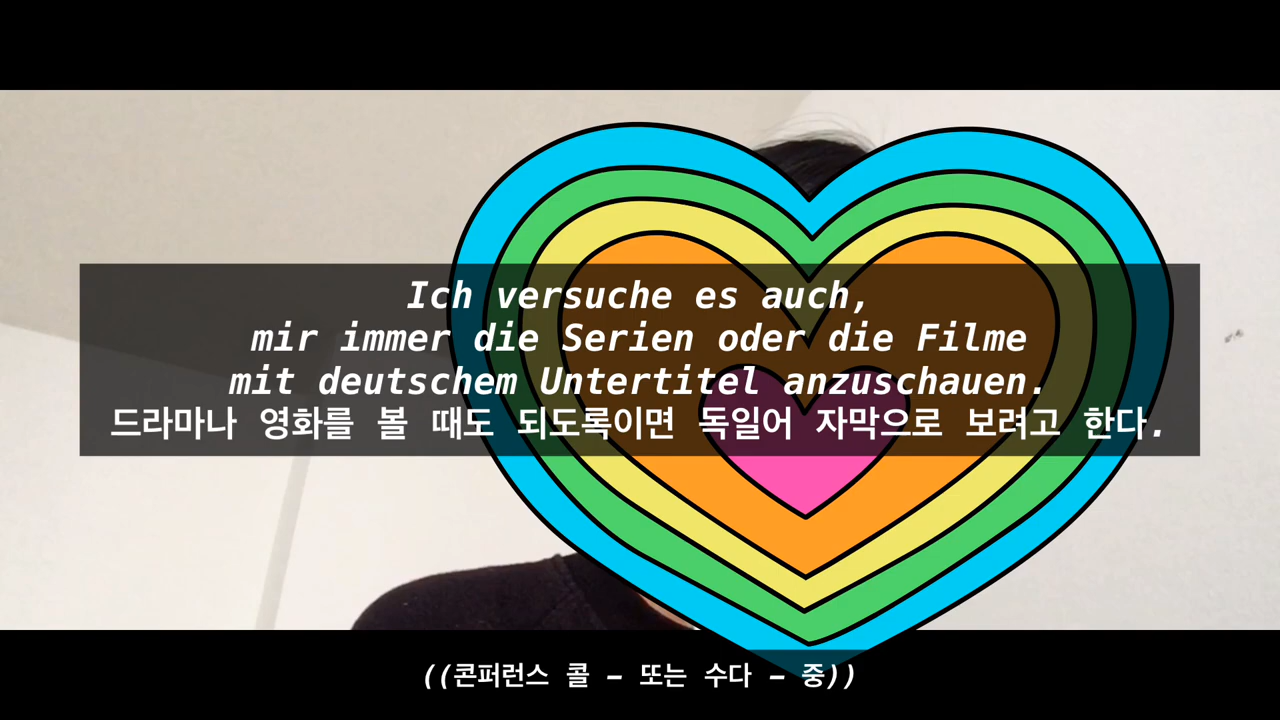 Ich versuche es auch,
mir immer die Serien oder die Filme
mit deutschem Untertitel anzuschauen.
드라마나 영화를 볼 때도 되도록이면 독일어 자막으로 보려고 한다.
((콘퍼런스 콜 – 또는 수다 – 중))